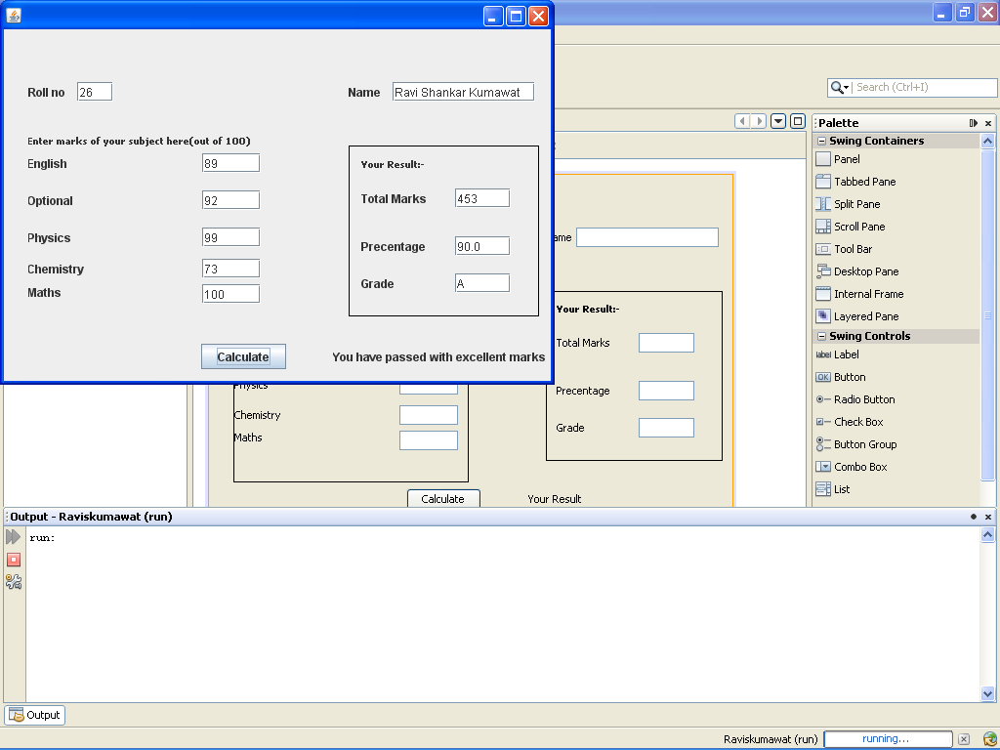 Roll no 26 Name Ravi Shankar Kumawat
Enter marks of your subject here(out of 100)
English 89
Optional 92
Physics 99
Chemistry 73
Maths 100
Your Result:-
Total Marks 453
Precentage 90.0
Grade A
Calculate You have passed with excellent marks
Search (Ctrl+I)
Palette
Swing Containers
Panel
Tabbed Pane
Split Pane
Scroll Pane
Tool Bar
Desktop Pane
Internal Frame
Layered Pane
Swing Controls
label Label
OK Button
Radio Button
Check Box
Button Group
Combo Box
List
ame
Your Result:-
Total Marks
Precentage
Grade
Physics
Chemistry
Maths
Calculate Your Result
Output - Raviskumawat (run)
run:
Output
Raviskumawat (run) running...